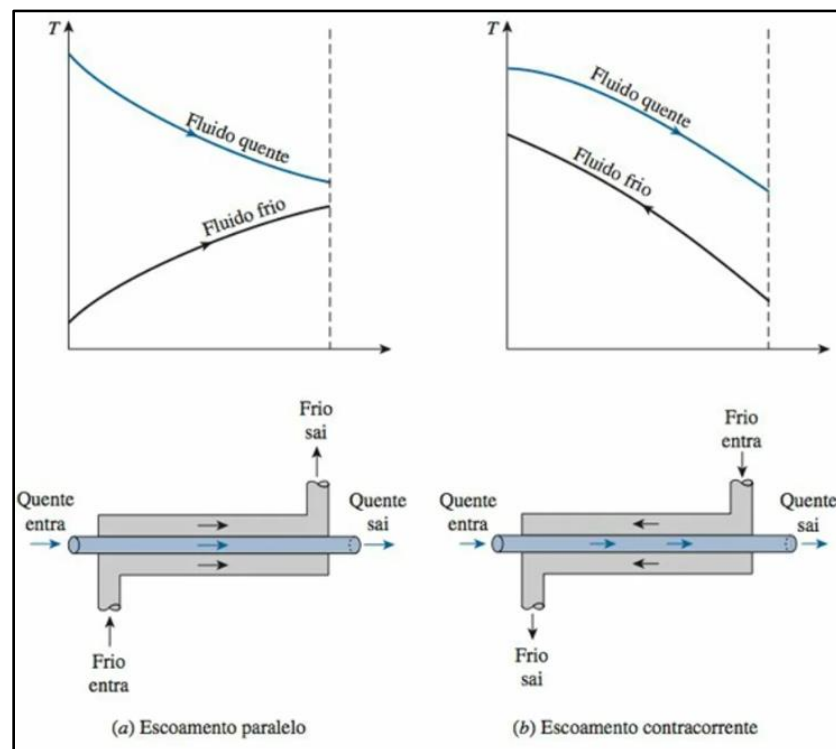 T
Fluido quente
Fluido frio
T
Fluido quente
Fluido frio
Frio
sai
Quente
entra
Quente
sai
Frio
entra
(a) Escoamento paralelo
Frio
entra
Quente
entra
Quente
sai
Frio
sai
(b) Escoamento contracorrente